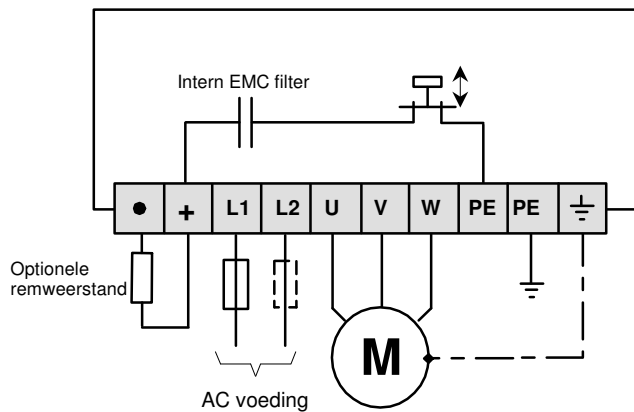 Intern EMC filter
● + L1 L2 U V W PE PE ⏚
Optionele
remweerstand
M
AC voeding